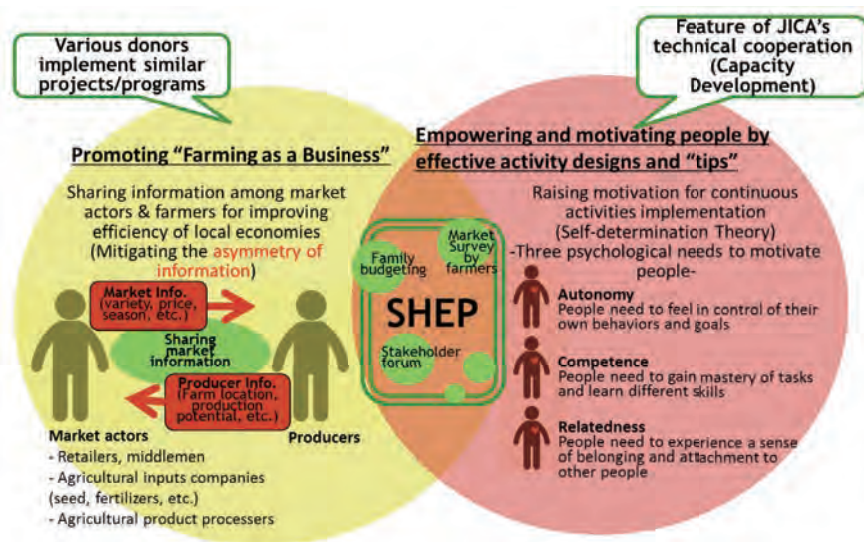 Various donors
implement similar
projects/programs
Feature of JICA's
technical cooperation
(Capacity
Development)
Promoting "Farming as a Business"
Sharing information among market
actors & farmers for improving
efficiency of local economies
(Mitigating the asymmetry of
information)
Market Info.
(variety, price,
season, etc.)
Sharing
market
information
Producer Info.
(Farm location,
production
potential, etc.)
Market actors
Producers
- Retailers, middlemen
- Agricultural inputs companies
(seed, fertilizers, etc.)
- Agricultural product processers
Family
budgeting
Market
Survey
by
farmers
SHEP
Stakeholder
forum
Empowering and motivating people by
effective activity designs and "tips"
Raising motivation for continuous
activities implementation
(Self-determination Theory)
-Three psychological needs to motivate
people-
Autonomy
People need to feel in control of their
own behaviors and goals
Competence
People need to gain mastery of tasks
and learn different skills
Relatedness
People need to experience a sense
of belonging and attachment to
other people